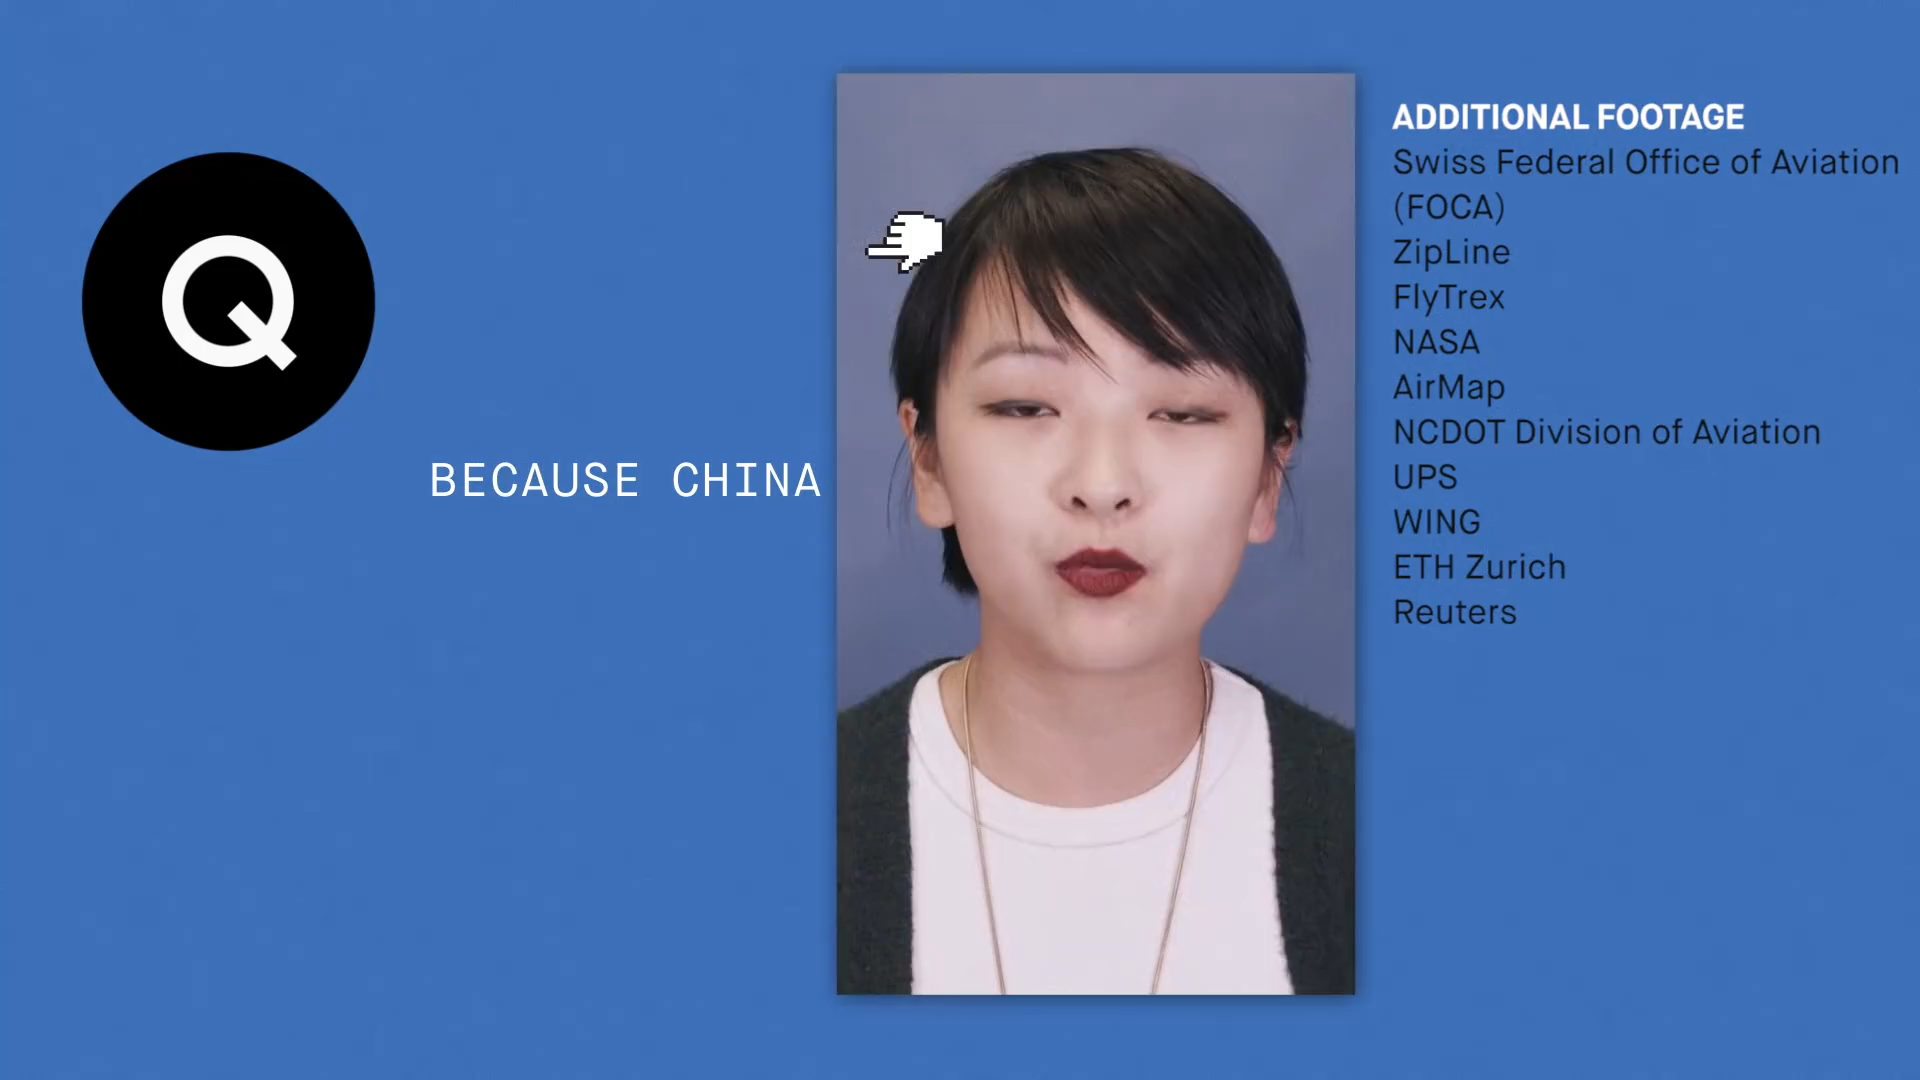 Q
BECAUSE CHINA
ADDITIONAL FOOTAGE
Swiss Federal Office of Aviation
(FOCA)
ZipLine
FlyTrex
NASA
AirMap
NCDOT Division of Aviation
UPS
WING
ETH Zurich
Reuters